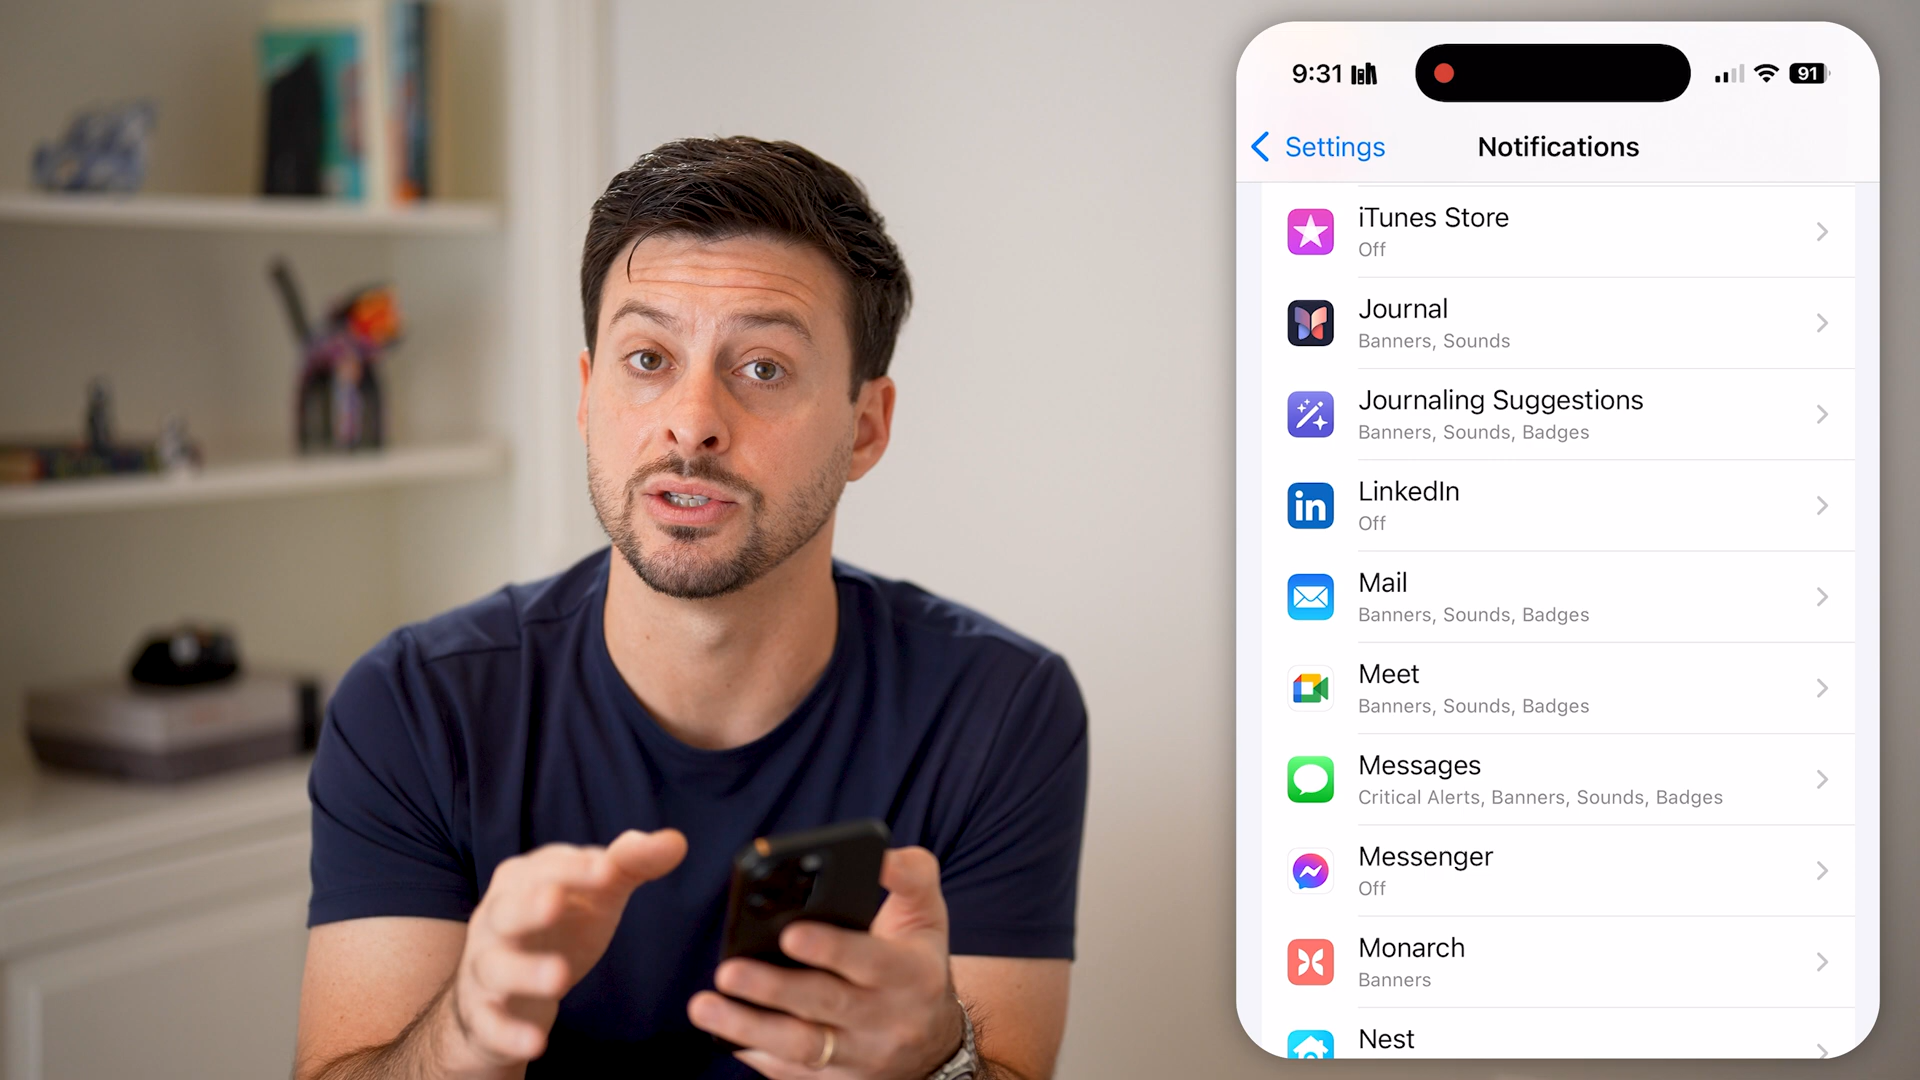 9:31
91
Settings
Notifications
iTunes Store
Off
Journal
Banners, Sounds
Journaling Suggestions
Banners, Sounds, Badges
LinkedIn
Off
in
Mail
Banners, Sounds, Badges
Meet
Banners, Sounds, Badges
Messages
Critical Alerts, Banners, Sounds, Badges
Messenger
Off
Monarch
Banners
Nest